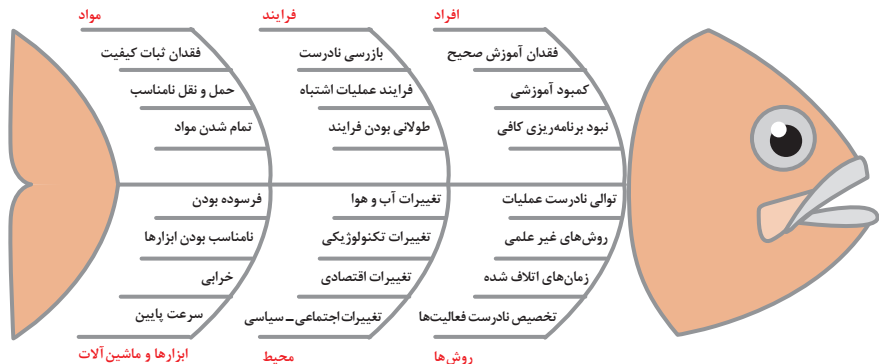 افراد
فقدان آموزش صحیح
کمبود آموزشی
نبود برنامه‌ریزی کافی
فرایند
بازرسی نادرست
فرایند عملیات اشتباه
طولانی بودن فرایند
مواد
فقدان ثبات کیفیت
حمل و نقل نامناسب
تمام شدن مواد
توالی نادرست عملیات
روش‌های غیر علمی
زمان‌های اتلاف شده
تخصیص نادرست فعالیت‌ها
روش‌ها
تغییرات آب و هوا
تغییرات تکنولوژیکی
تغییرات اقتصادی
تغییرات اجتماعی ـ سیاسی
محیط
فرسوده بودن
نامناسب بودن ابزارها
خرابی
سرعت پایین
ابزارها و ماشین آلات